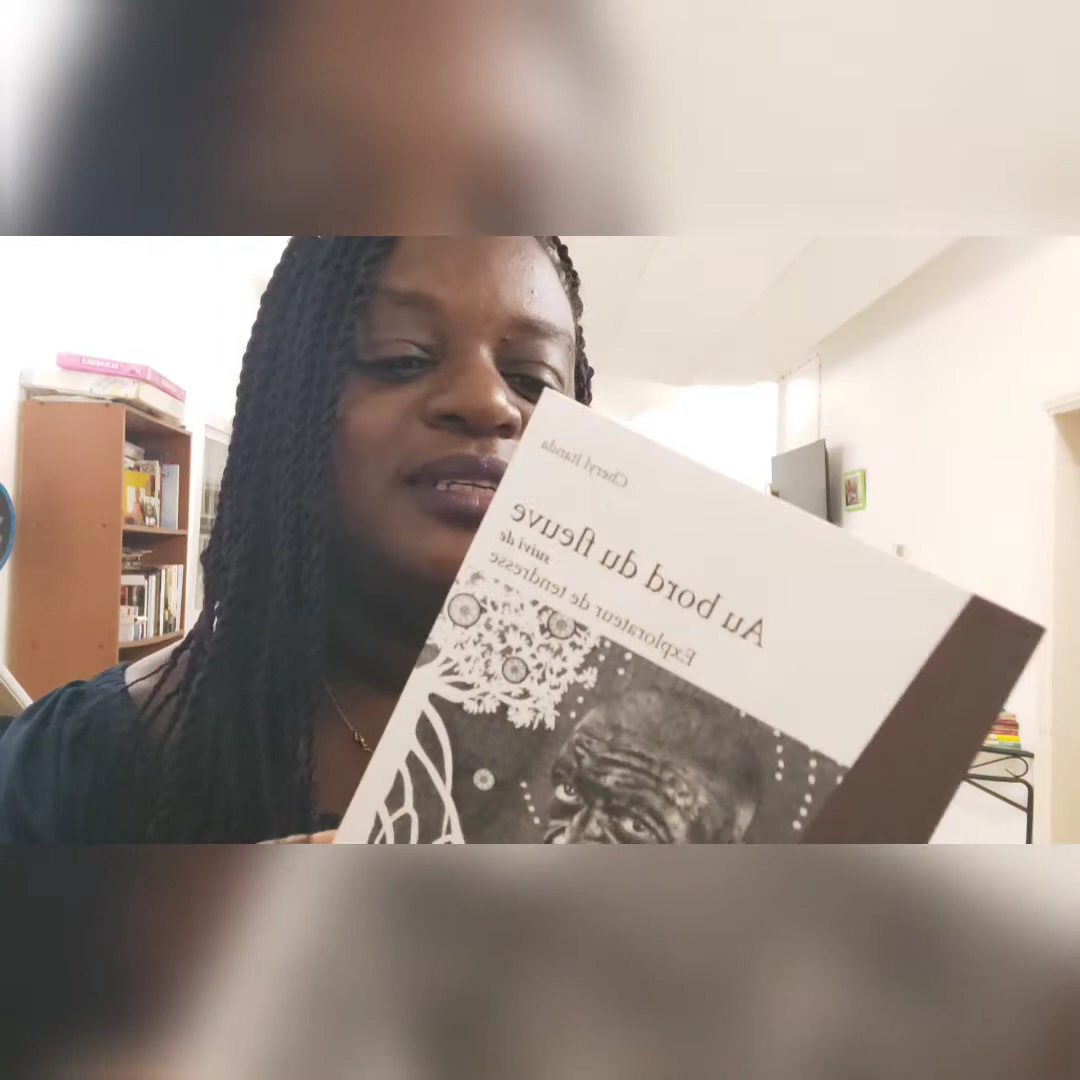 Cheryl Itanda
Au bord du fleuve
suivi de
Explorateur de tendresse